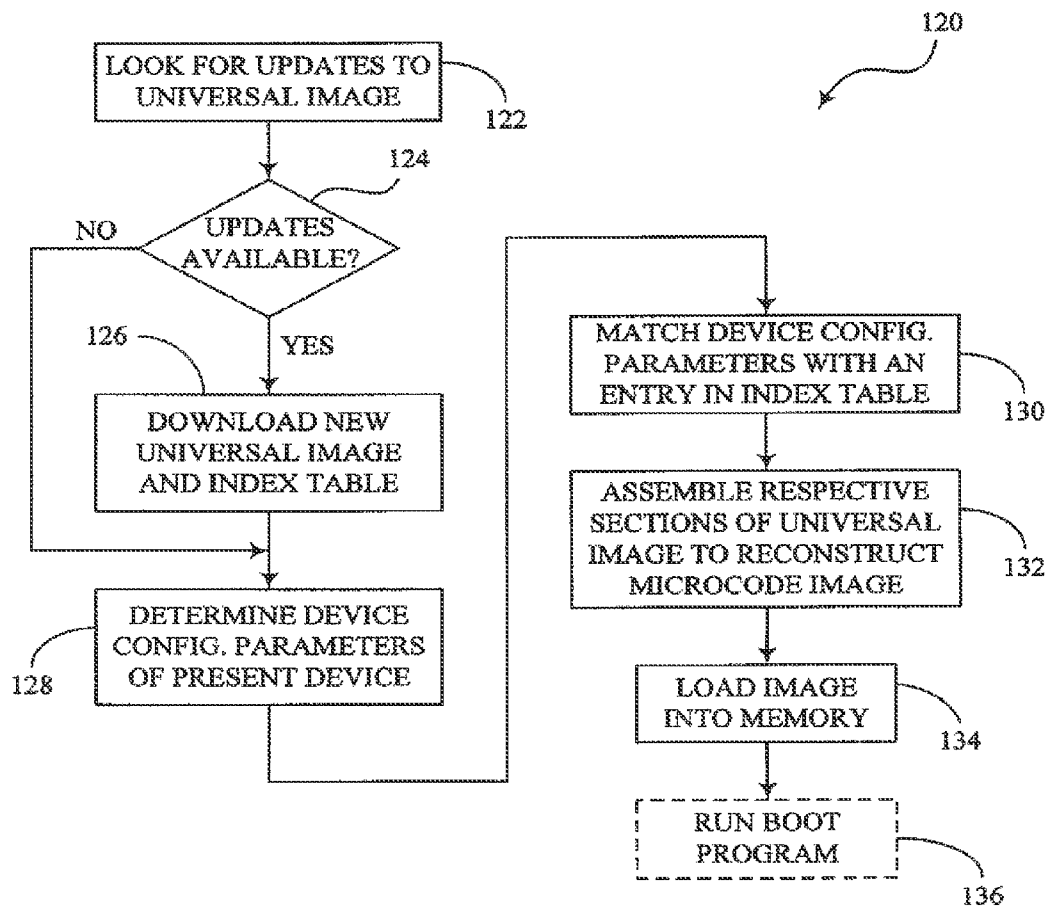 120
LOOK FOR UPDATES TO
UNIVERSAL IMAGE
122
124
UPDATES
AVAILABLE?
NO
YES
126
DOWNLOAD NEW
UNIVERSAL IMAGE
AND INDEX TABLE
DETERMINE DEVICE
CONFIG. PARAMETERS
OF PRESENT DEVICE
128
MATCH DEVICE CONFIG.
PARAMETERS WITH AN
ENTRY IN INDEX TABLE
130
ASSEMBLE RESPECTIVE
SECTIONS OF UNIVERSAL
IMAGE TO RECONSTRUCT
MICROCODE IMAGE
132
LOAD IMAGE
INTO MEMORY
134
RUN BOOT
PROGRAM
136